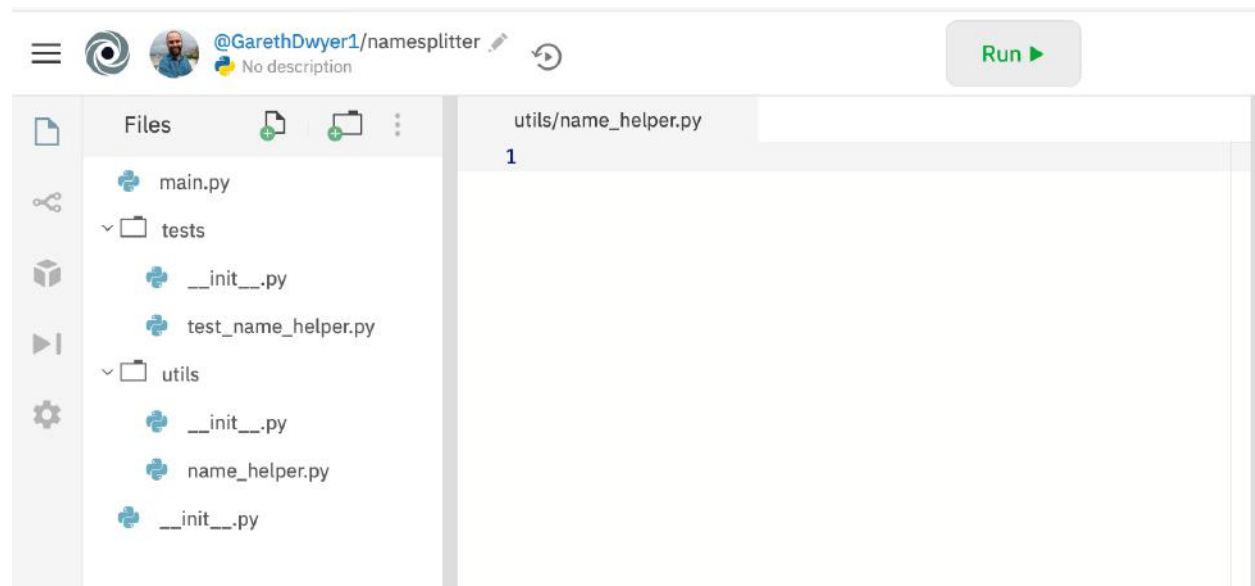 @GarethDwyer1/namesplitter
No description
Run
Files
utils/name_helper.py
1
main.py
tests
__init__.py
test_name_helper.py
utils
__init__.py
name_helper.py
__init__.py